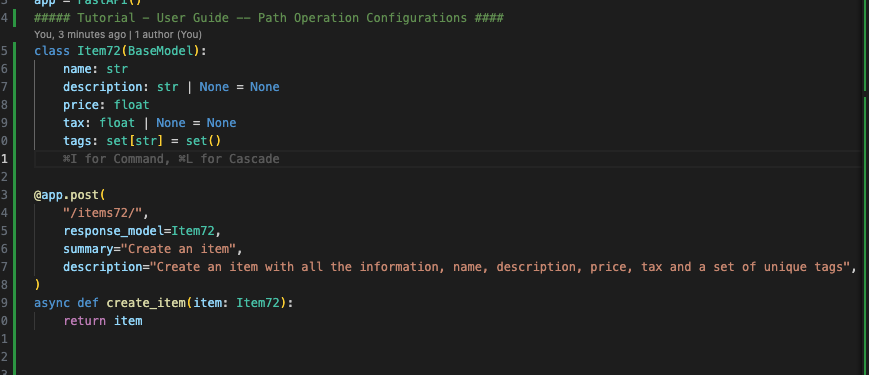 3 app = FastAPI()
4 ##### Tutorial - User Guide -- Path Operation Configurations ####
You, 3 minutes ago | 1 author (You)
5 class Item72(BaseModel):
6 name: str
7 description: str | None = None
8 price: float
9 tax: float | None = None
0 tags: set[str] = set()
1 ⌘I for Command, ⌘L for Cascade
2
3 @app.post(
4 "/items72/",
5 response_model=Item72,
6 summary="Create an item",
7 description="Create an item with all the information, name, description, price, tax and a set of unique tags",
8 )
9 async def create_item(item: Item72):
0 return item
1
2
3